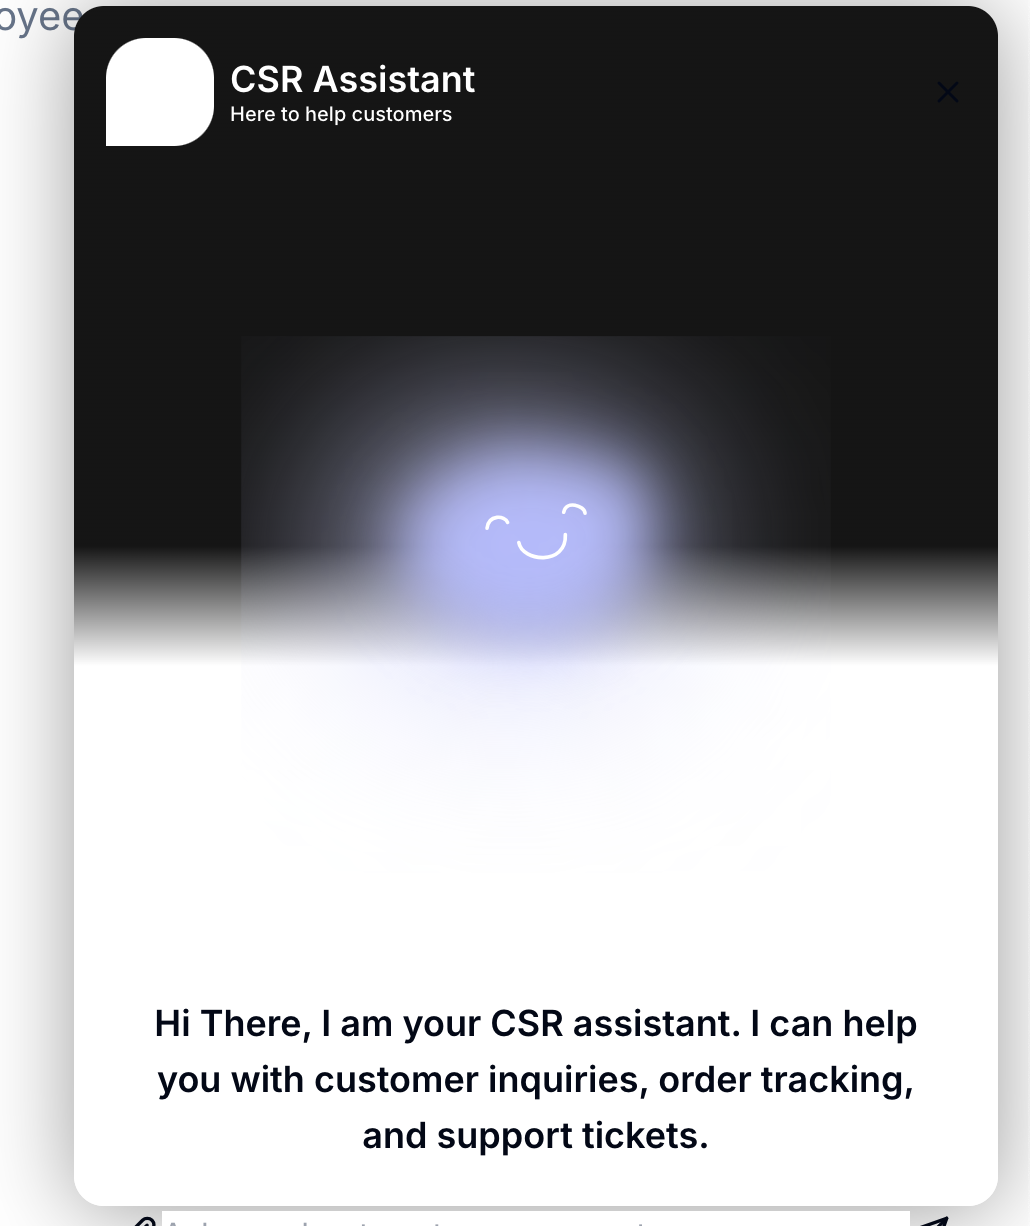 oyee
CSR Assistant
Here to help customers
Hi There, I am your CSR assistant. I can help
you with customer inquiries, order tracking,
and support tickets.